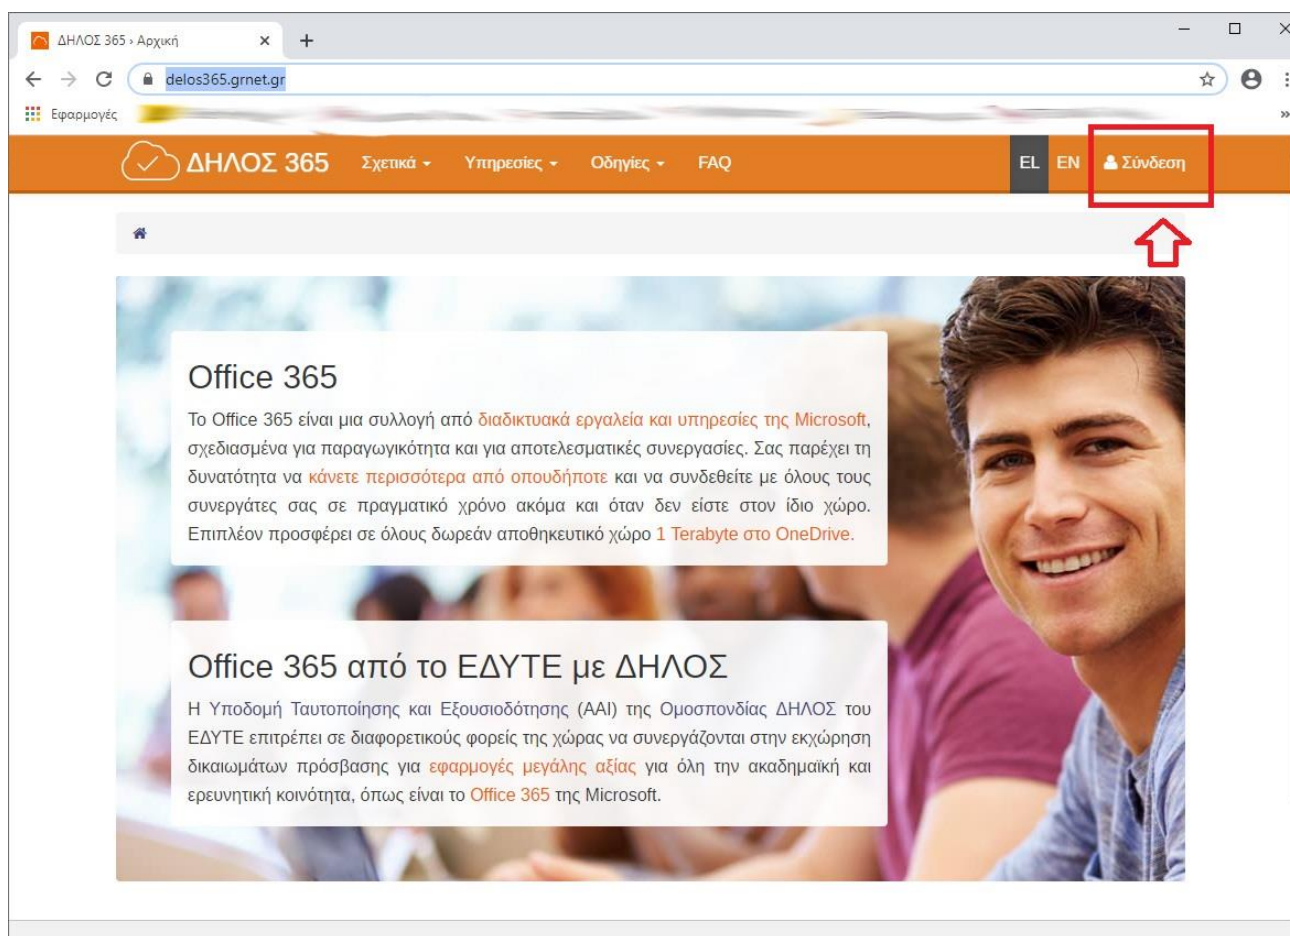 ΔΗΛΟΣ 365 › Αρχική
delos365.grnet.gr
Εφαρμογές
ΔΗΛΟΣ 365 Σχετικά Υπηρεσίες Οδηγίες FAQ EL EN Σύνδεση
Office 365
Το Office 365 είναι μια συλλογή από διαδικτυακά εργαλεία και υπηρεσίες της Microsoft,
σχεδιασμένα για παραγωγικότητα και για αποτελεσματικές συνεργασίες. Σας παρέχει τη
δυνατότητα να κάνετε περισσότερα από οπουδήποτε και να συνδεθείτε με όλους τους
συνεργάτες σας σε πραγματικό χρόνο ακόμα και όταν δεν είστε στον ίδιο χώρο.
Επιπλέον προσφέρει σε όλους δωρεάν αποθηκευτικό χώρο 1 Terabyte στο OneDrive.
Office 365 από το ΕΔΥΤΕ με ΔΗΛΟΣ
Η Υποδομή Ταυτοποίησης και Εξουσιοδότησης (ΑΑΙ) της Ομοσπονδίας ΔΗΛΟΣ του
ΕΔΥΤΕ επιτρέπει σε διαφορετικούς φορείς της χώρας να συνεργάζονται στην εκχώρηση
δικαιωμάτων πρόσβασης για εφαρμογές μεγάλης αξίας για όλη την ακαδημαϊκή και
ερευνητική κοινότητα, όπως είναι το Office 365 της Microsoft.